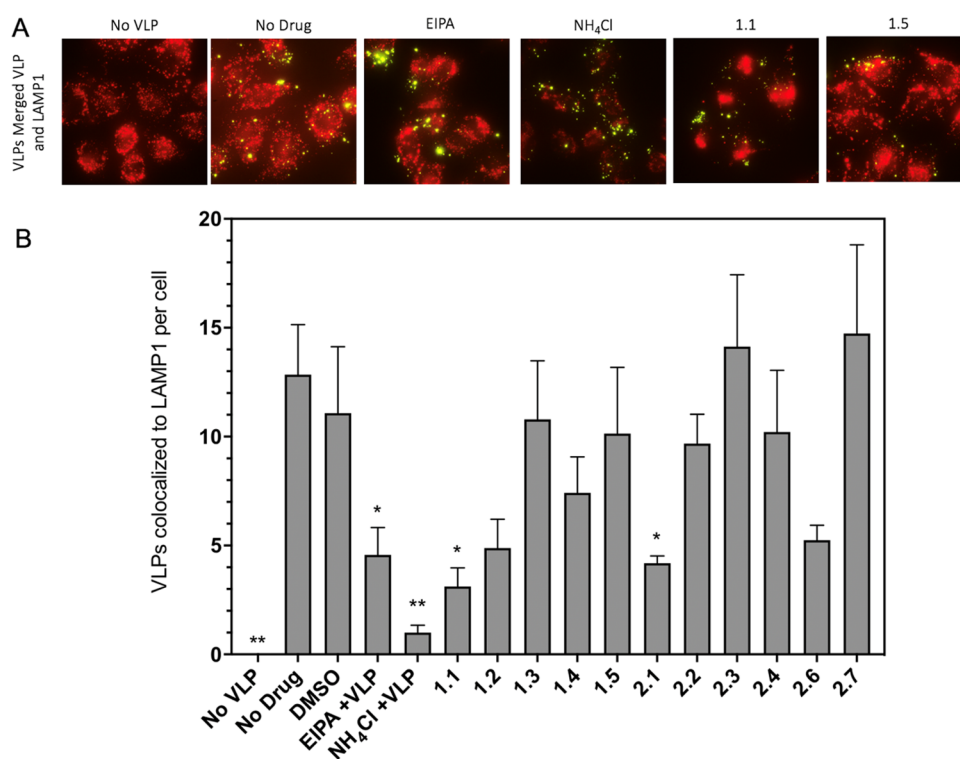 A
No VLP No Drug EIPA NH₄Cl 1.1 1.5
VLPs Merged VLP
and LAMP1
B
VLPs colocalized to LAMP1 per cell
20
15
10
5
0
** * ** * *
No VLP No Drug DMSO EIPA +VLP NH₄Cl +VLP 1.1 1.2 1.3 1.4 1.5 2.1 2.2 2.3 2.4 2.6 2.7